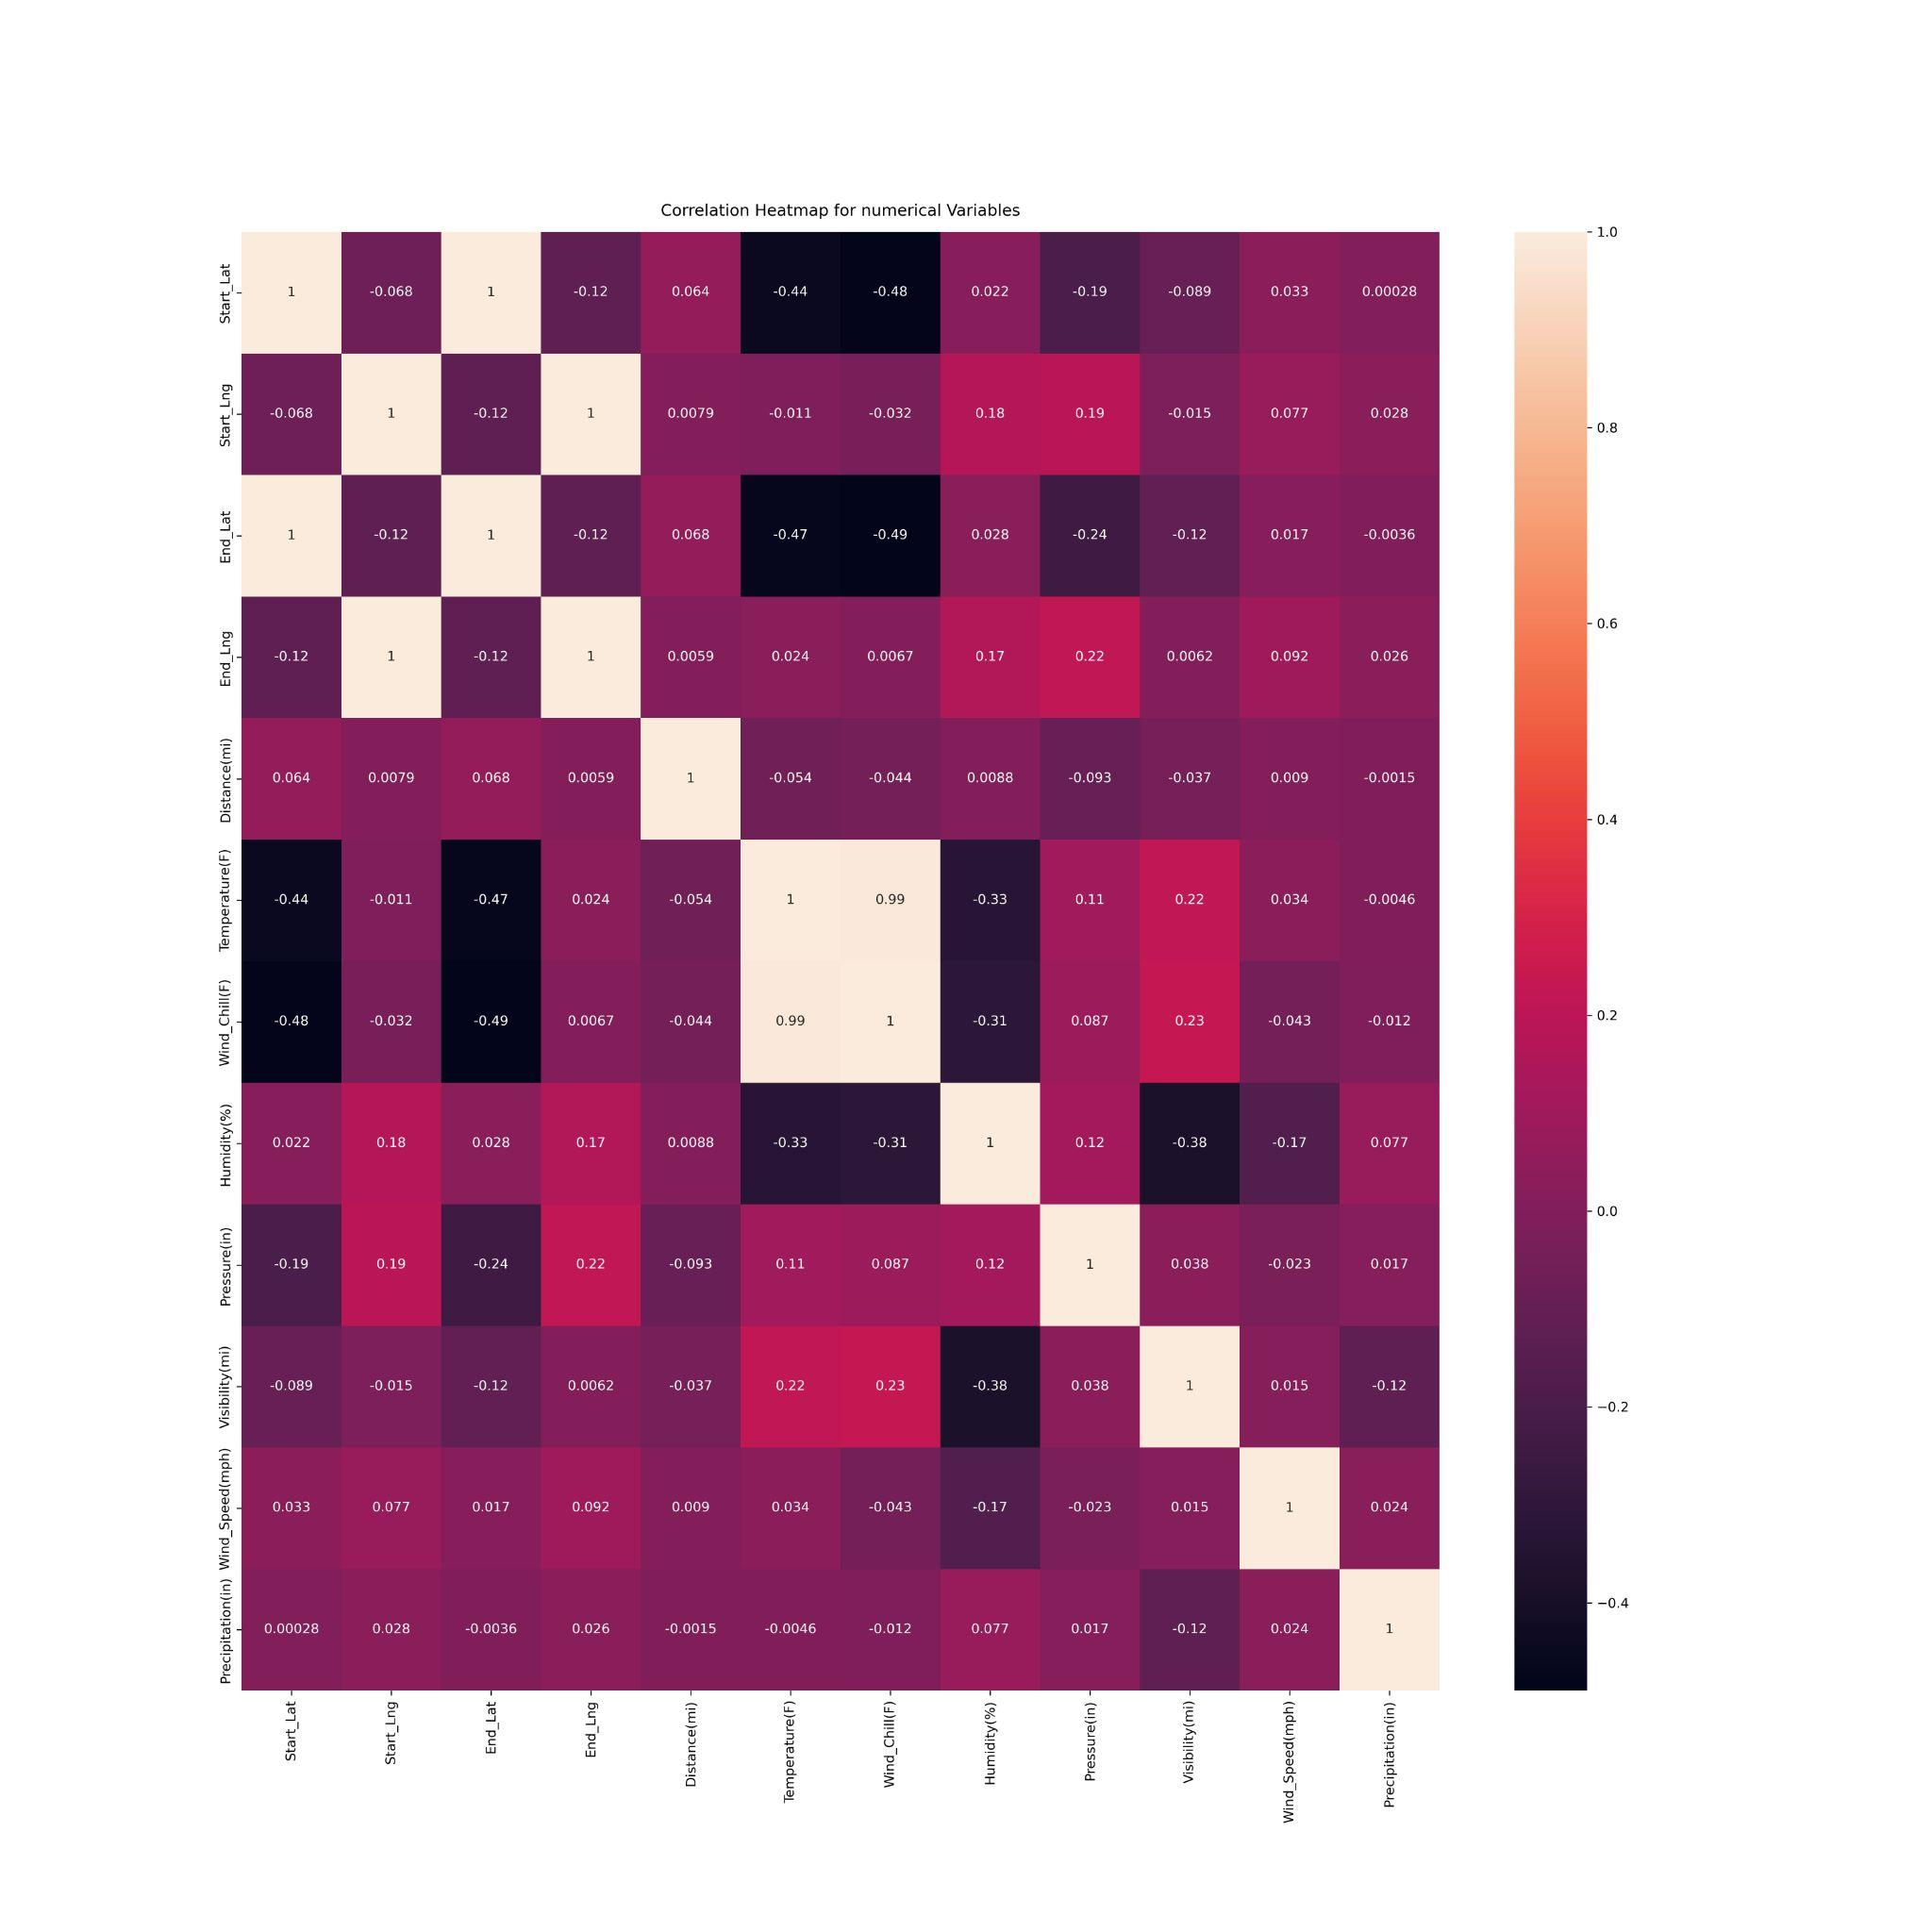 Correlation Heatmap for numerical Variables
Start_Lat 1 -0.068 1 -0.12 0.064 -0.44 -0.48 0.022 -0.19 -0.089 0.033 0.00028
Start_Lng -0.068 1 -0.12 1 0.0079 -0.011 -0.032 0.18 0.19 -0.015 0.077 0.028
End_Lat 1 -0.12 1 -0.12 0.068 -0.47 -0.49 0.028 -0.24 -0.12 0.017 -0.0036
End_Lng -0.12 1 -0.12 1 0.0059 0.024 0.0067 0.17 0.22 0.0062 0.092 0.026
Distance(mi) 0.064 0.0079 0.068 0.0059 1 -0.054 -0.044 0.0088 -0.093 -0.037 0.009 -0.0015
Temperature(F) -0.44 -0.011 -0.47 0.024 -0.054 1 0.99 -0.33 0.11 0.22 0.034 -0.0046
Wind_Chill(F) -0.48 -0.032 -0.49 0.0067 -0.044 0.99 1 -0.31 0.087 0.23 -0.043 -0.012
Humidity(%) 0.022 0.18 0.028 0.17 0.0088 -0.33 -0.31 1 0.12 -0.38 -0.17 0.077
Pressure(in) -0.19 0.19 -0.24 0.22 -0.093 0.11 0.087 0.12 1 0.038 -0.023 0.017
Visibility(mi) -0.089 -0.015 -0.12 0.0062 -0.037 0.22 0.23 -0.38 0.038 1 0.015 -0.12
Wind_Speed(mph) 0.033 0.077 0.017 0.092 0.009 0.034 -0.043 -0.17 -0.023 0.015 1 0.024
Precipitation(in) 0.00028 0.028 -0.0036 0.026 -0.0015 -0.0046 -0.012 0.077 0.017 -0.12 0.024 1
Start_Lat Start_Lng End_Lat End_Lng Distance(mi) Temperature(F) Wind_Chill(F) Humidity(%) Pressure(in) Visibility(mi) Wind_Speed(mph) Precipitation(in)
1.0
0.8
0.6
0.4
0.2
0.0
−0.2
−0.4